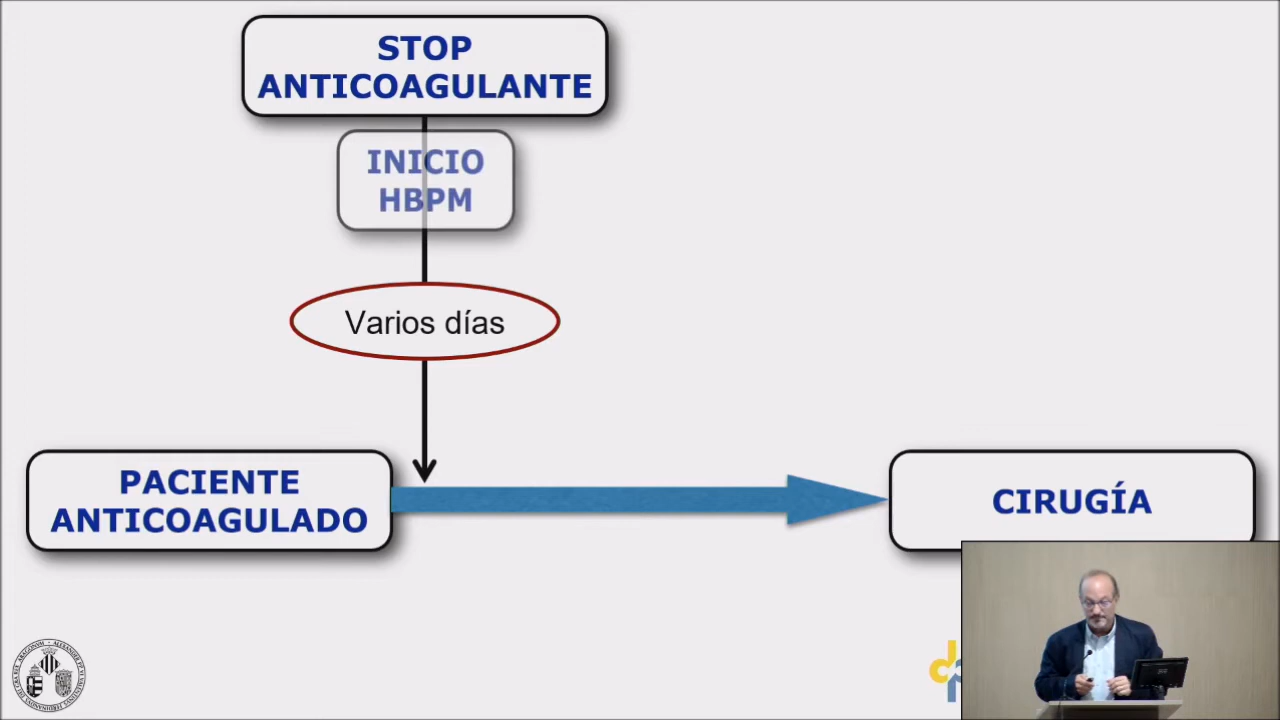 STOP
ANTICOAGULANTE
INICIO
HBPM
Varios días
PACIENTE
ANTICOAGULADO
CIRUGÍA